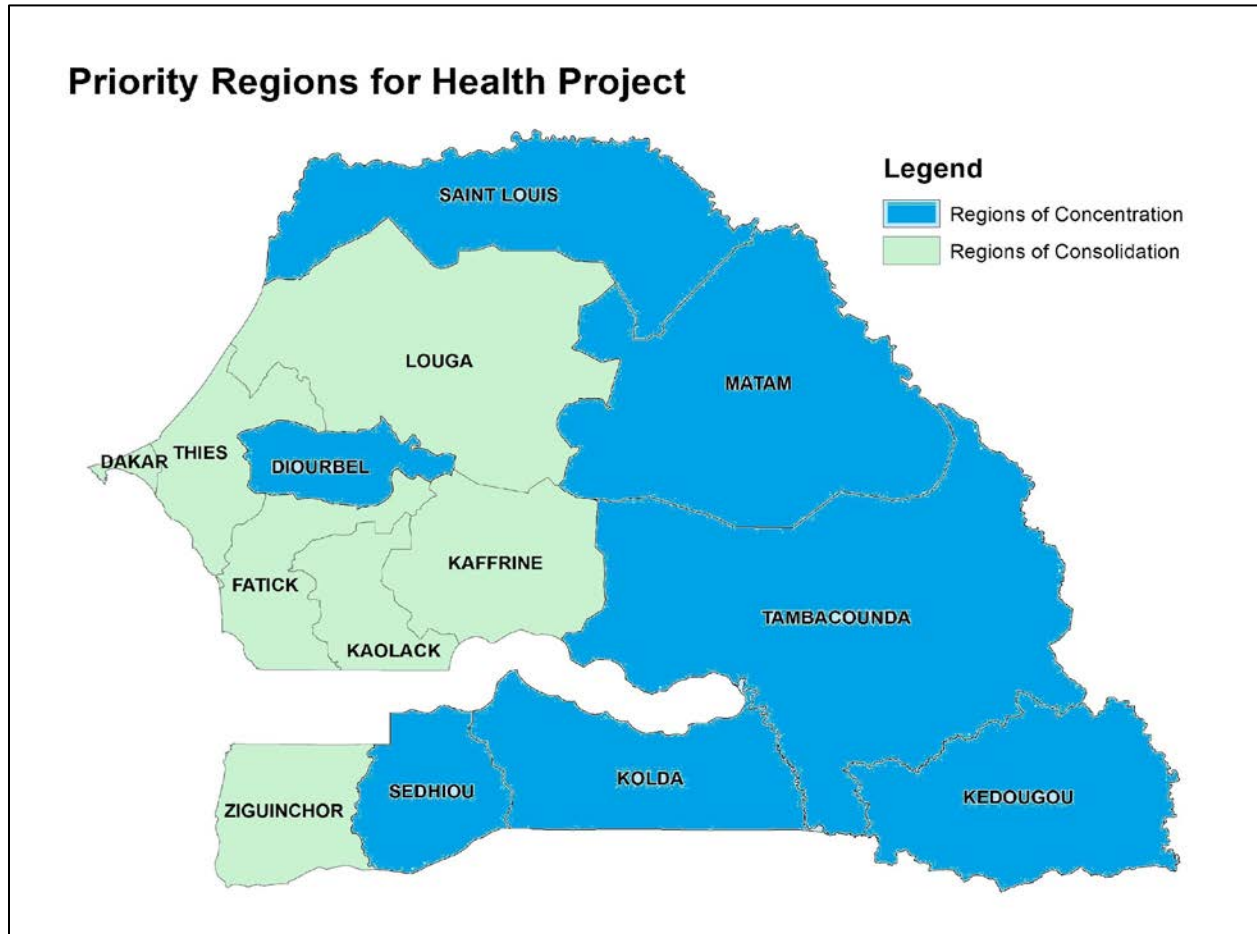 Priority Regions for Health Project
Legend
Regions of Concentration
Regions of Consolidation
SAINT LOUIS
LOUGA
MATAM
DAKAR
THIES
DIOURBEL
FATICK
KAFFRINE
KAOLACK
TAMBACOUNDA
ZIGUINCHOR
SEDHIOU
KOLDA
KEDOUGOU